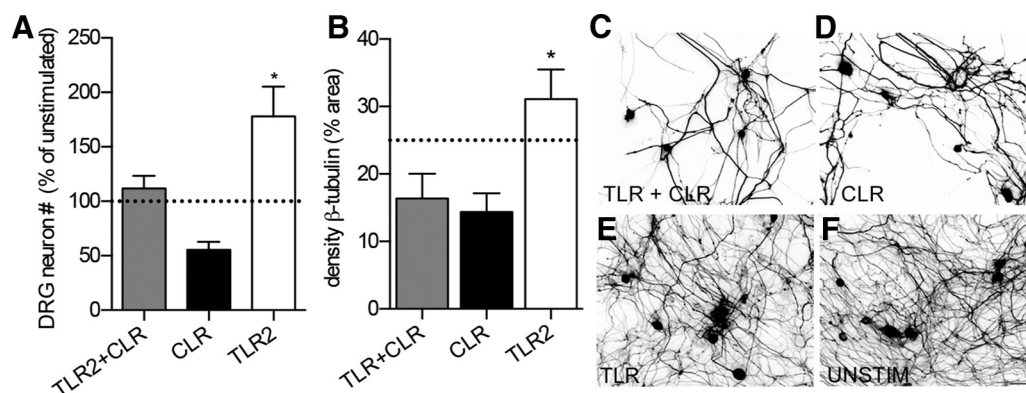 A
DRG neuron # (% of unstimulated)
250
200
150
100
50
0
*
TLR2+CLR
CLR
TLR2
B
density β-tubulin (% area)
40
30
20
10
0
*
TLR+CLR
CLR
TLR2
C
TLR + CLR
D
CLR
E
TLR
F
UNSTIM